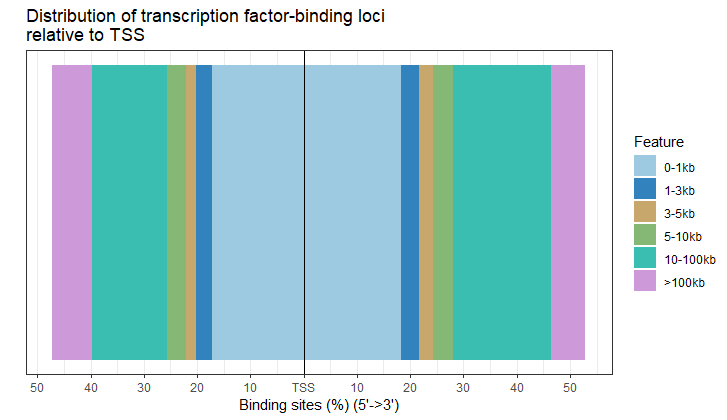 Distribution of transcription factor-binding loci
relative to TSS
Feature
0-1kb
1-3kb
3-5kb
5-10kb
10-100kb
>100kb
50 40 30 20 10 TSS 10 20 30 40 50
Binding sites (%) (5'->3')